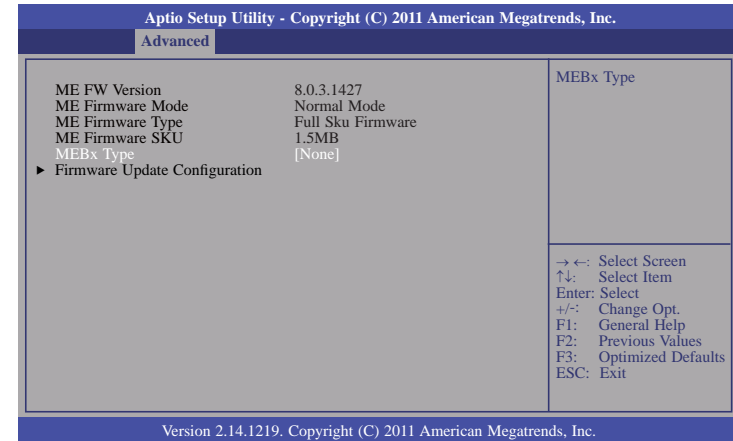 Aptio Setup Utility - Copyright (C) 2011 American Megatrends, Inc.
Advanced
ME FW Version 8.0.3.1427
ME Firmware Mode Normal Mode
ME Firmware Type Full Sku Firmware
ME Firmware SKU 1.5MB
MEBx Type [None]
► Firmware Update Configuration
MEBx Type
→ ←: Select Screen
↑↓: Select Item
Enter: Select
+/-: Change Opt.
F1: General Help
F2: Previous Values
F3: Optimized Defaults
ESC: Exit
Version 2.14.1219. Copyright (C) 2011 American Megatrends, Inc.